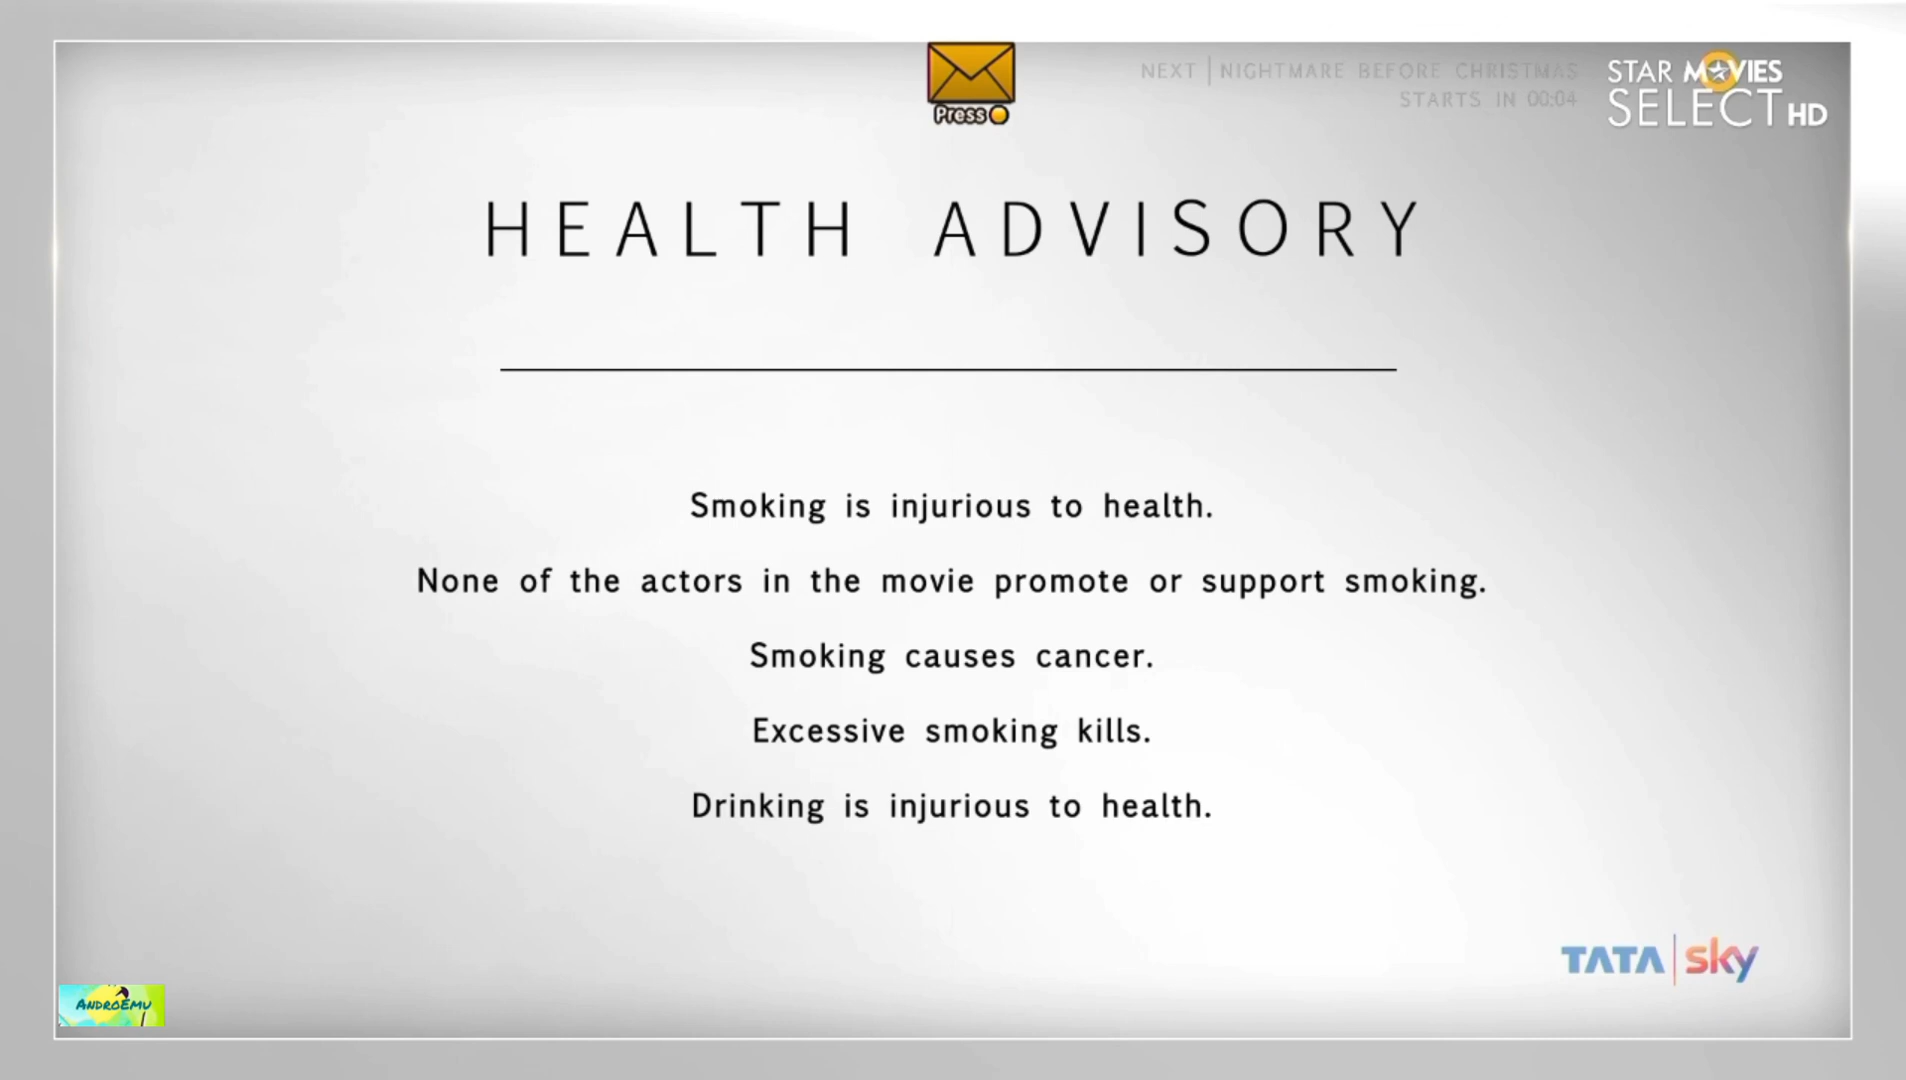 Press
NEXT | NIGHTMARE BEFORE CHRISTMAS
STARTS IN 00:04
STAR MOVIES
SELECT HD
HEALTH ADVISORY
Smoking is injurious to health.
None of the actors in the movie promote or support smoking.
Smoking causes cancer.
Excessive smoking kills.
Drinking is injurious to health.
TATA | sky
ANDROEMU